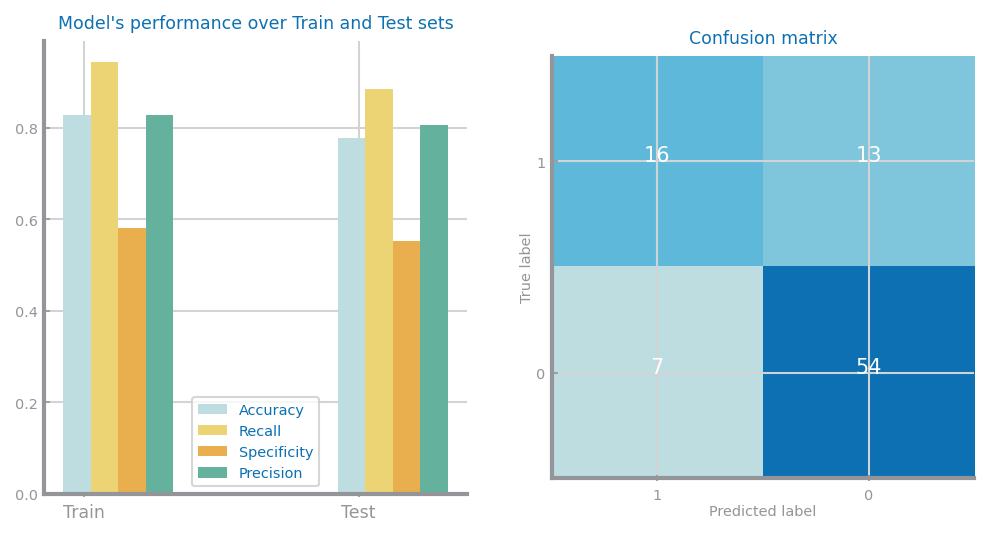 Model's performance over Train and Test sets
0.8
0.6
0.4
0.2
0.0
Train
Test
Accuracy
Recall
Specificity
Precision
Confusion matrix
True label
1
0
16
13
7
54
1
0
Predicted label